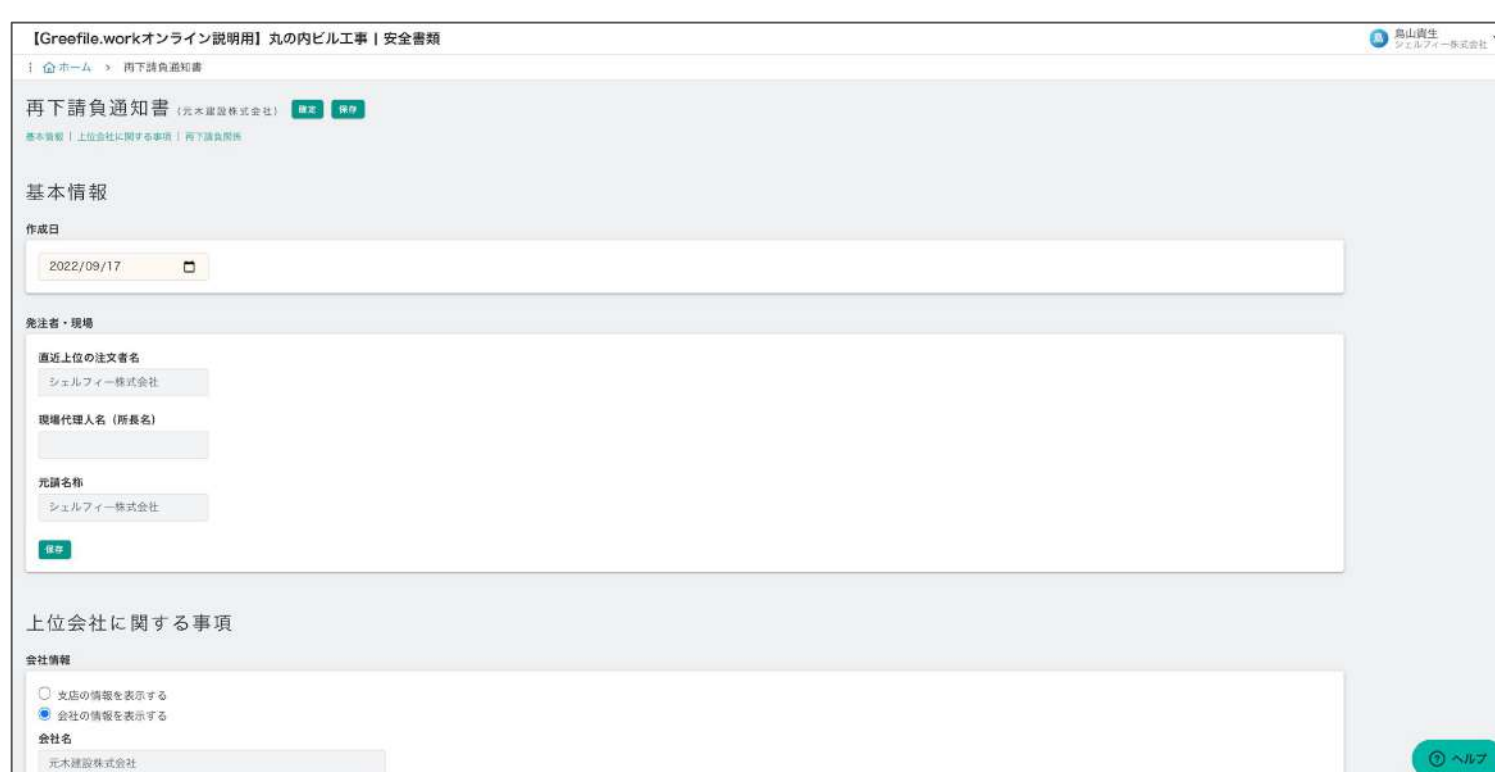 【Greefile.workオンライン説明用】丸の内ビル工事 | 安全書類
鳥山資生
シェルフィー株式会社
ホーム > 再下請負通知書
再下請負通知書 (元木建設株式会社) 確定 保存
基本情報 | 上位会社に関する事項 | 再下請負関係
基本情報
作成日
2022/09/17
発注者・現場
直近上位の注文者名
シェルフィー株式会社
現場代理人名（所長名）
元請名称
シェルフィー株式会社
保存
上位会社に関する事項
会社情報
支店の情報を表示する
会社の情報を表示する
会社名
元木建設株式会社
ヘルプ